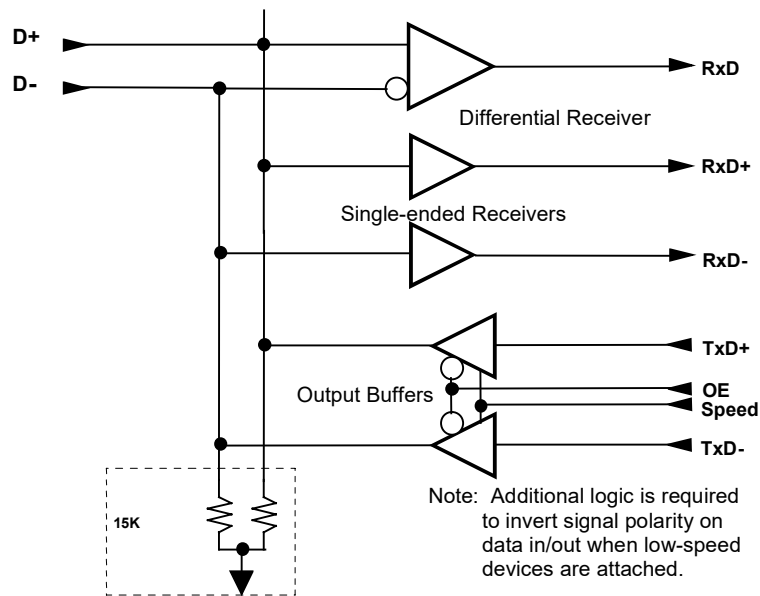 D+
D-
RxD
Differential Receiver
RxD+
Single-ended Receivers
RxD-
TxD+
Output Buffers
OE
Speed
TxD-
15K
Note: Additional logic is required
to invert signal polarity on
data in/out when low-speed
devices are attached.